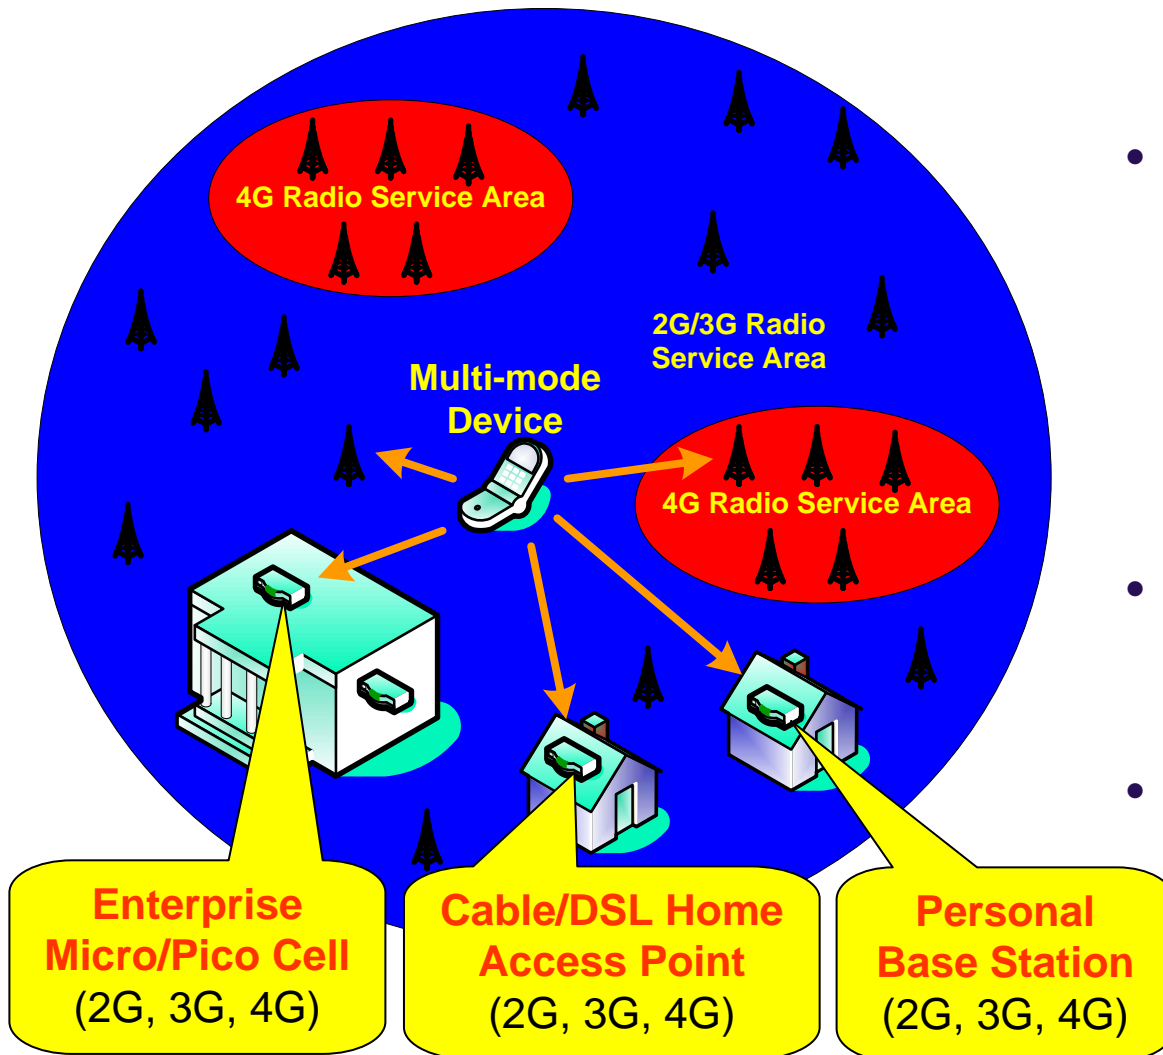 4G Radio Service Area
2G/3G Radio
Service Area
Multi-mode
Device
4G Radio Service Area
Enterprise
Micro/Pico Cell
(2G, 3G, 4G)
Cable/DSL Home
Access Point
(2G, 3G, 4G)
Personal
Base Station
(2G, 3G, 4G)